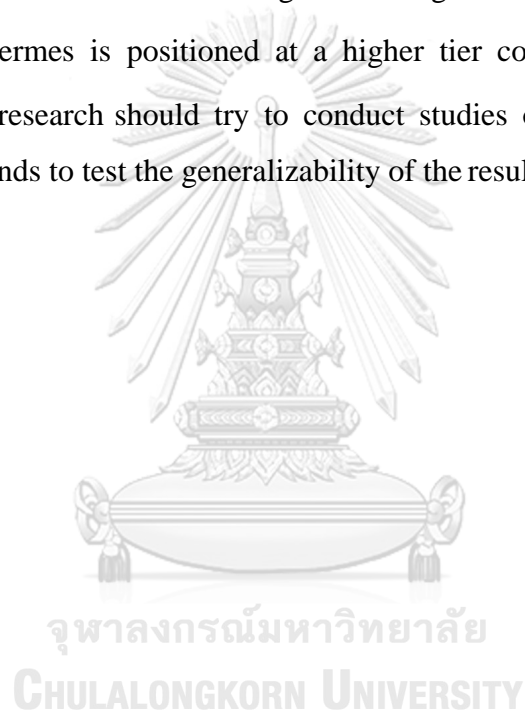 ermes is positioned at a higher tier co
research should try to conduct studies
nds to test the generalizability of the resul
จุฬาลงกรณ์มหาวิทยาลัย
CHULALONGKORN UNIVERSITY